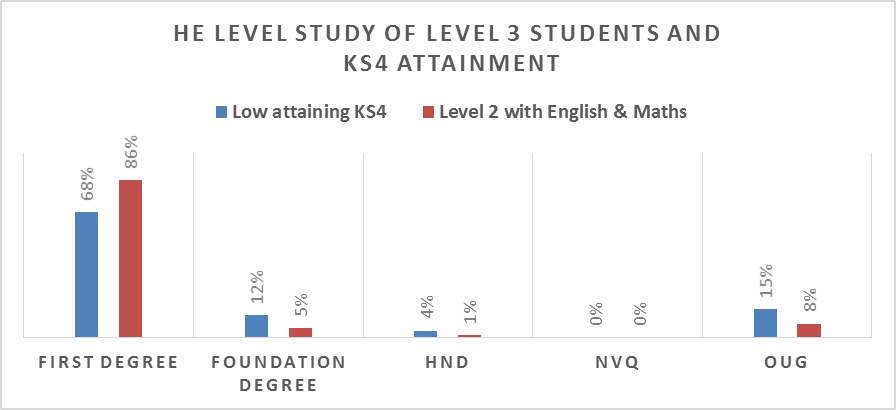 HE LEVEL STUDY OF LEVEL 3 STUDENTS AND
KS4 ATTAINMENT
Low attaining KS4 Level 2 with English & Maths
68% 86% 12% 5% 4% 1% 0% 0% 15% 8%
FIRST DEGREE FOUNDATION HND NVQ OUG
DEGREE